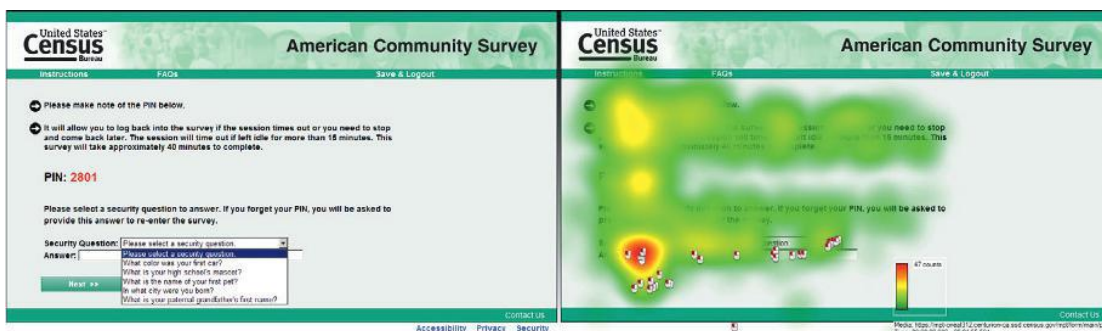 United States™
Census
Bureau
American Community Survey
Instructions FAQs Save & Logout
Please make note of the PIN below.
It will allow you to log back into the survey if the session times out or you need to stop
and come back later. The session will time out if left idle for more than 15 minutes. This
survey will take approximately 40 minutes to complete.
PIN: 2801
Please select a security question to answer. If you forget your PIN, you will be asked to
provide this answer to re-enter the survey.
Security Question: Please select a security question.
Answer: Please select a security question.
What color was your first car?
What is your high school's mascot?
What is the name of your first pet?
Next >> In what city were you born?
What is your paternal grandfather's first name?
Contact Us
Accessibility Privacy Security
United States™
Census
Bureau
American Community Survey
Instructions FAQs Save & Logout
or you need to stop
than 15 minutes. This
complete.
to answer. If you forget your PIN, you will be asked to
the survey.
47 counts
Contact Us